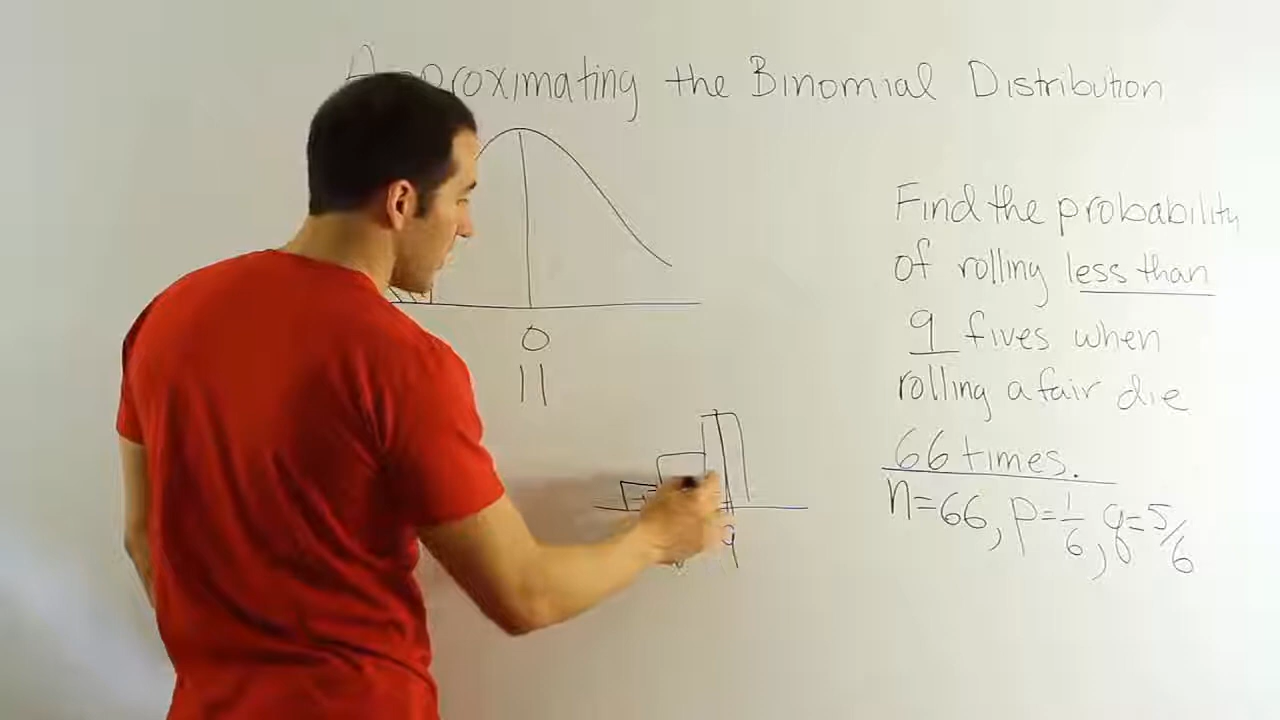 Approximating the Binomial Distribution
Find the probability
of rolling less than
9 fives when
rolling a fair die
66 times.
n=66, p=1/6, q=5/6
0
11
9